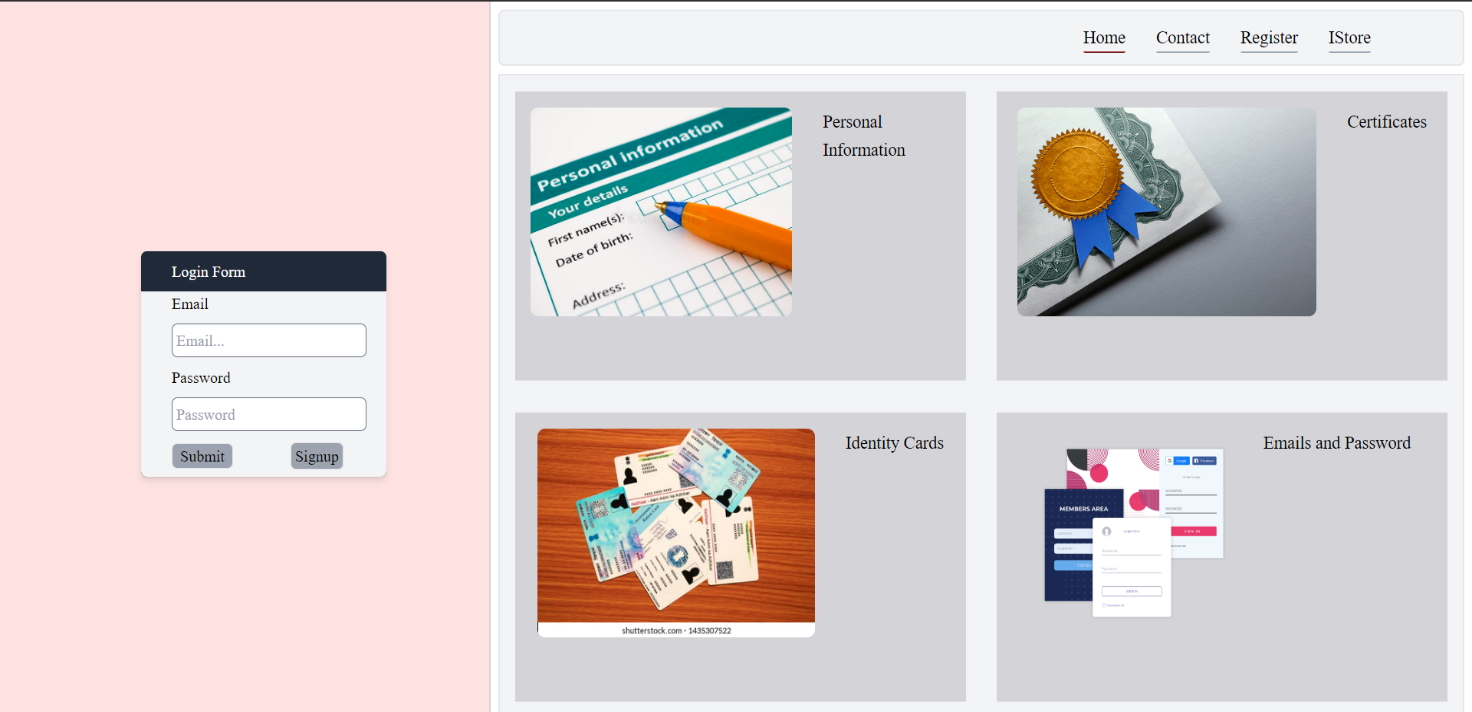 Home Contact Register IStore
Login Form
Email
Email...
Password
Password
Submit Signup
Personal information
Your details
First name(s):
Date of birth:
Address:
Personal
Information
Certificates
shutterstock.com • 1435307522
Identity Cards
MEMBERS AREA
Emails and Password